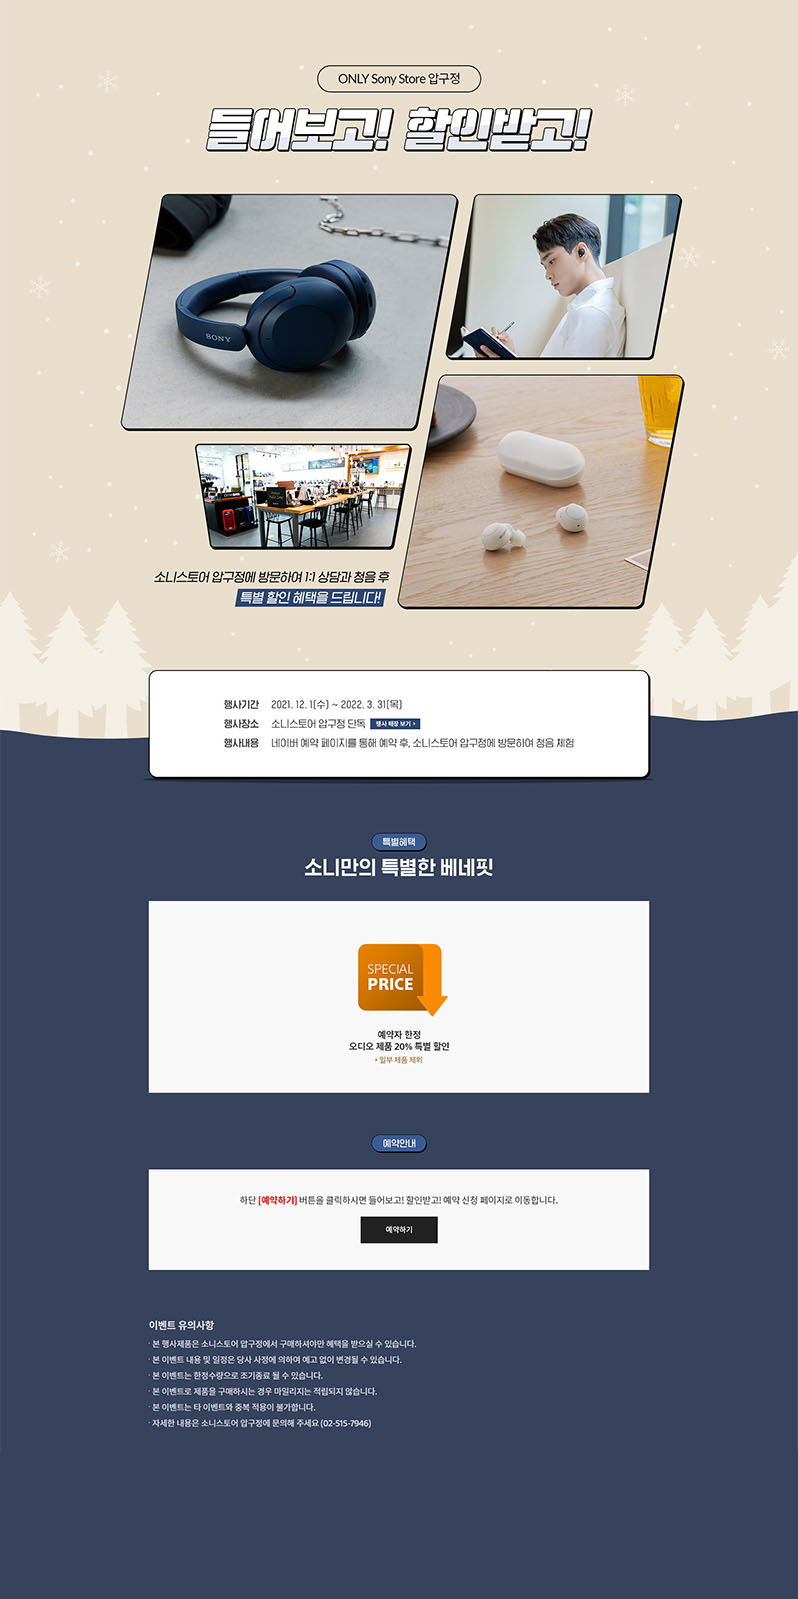 ONLY Sony Store 압구정
들어보고! 할인받고!
SONY
소니스토어 압구정에 방문하여 1:1 상담과 청음 후
특별 할인 혜택을 드립니다!
행사기간 2021. 12. 1(수) ~ 2022. 3. 31(목)
행사장소 소니스토어 압구정 단독 행사 매장 보기 >
행사내용 네이버 예약 페이지를 통해 예약 후, 소니스토어 압구정에 방문하여 청음 체험
특별혜택
소니만의 특별한 베네핏
SPECIAL
PRICE
예약자 한정
오디오 제품 20% 특별 할인
• 일부 제품 제외
예약안내
하단 [예약하기] 버튼을 클릭하시면 들어보고! 할인받고! 예약 신청 페이지로 이동합니다.
예약하기
이벤트 유의사항
· 본 행사제품은 소니스토어 압구정에서 구매하셔야만 혜택을 받으실 수 있습니다.
· 본 이벤트 내용 및 일정은 당사 사정에 의하여 예고 없이 변경될 수 있습니다.
· 본 이벤트는 한정수량으로 조기종료 될 수 있습니다.
· 본 이벤트로 제품을 구매하시는 경우 마일리지는 적립되지 않습니다.
· 본 이벤트는 타 이벤트와 중복 적용이 불가합니다.
· 자세한 내용은 소니스토어 압구정에 문의해 주세요 (02-515-7946)